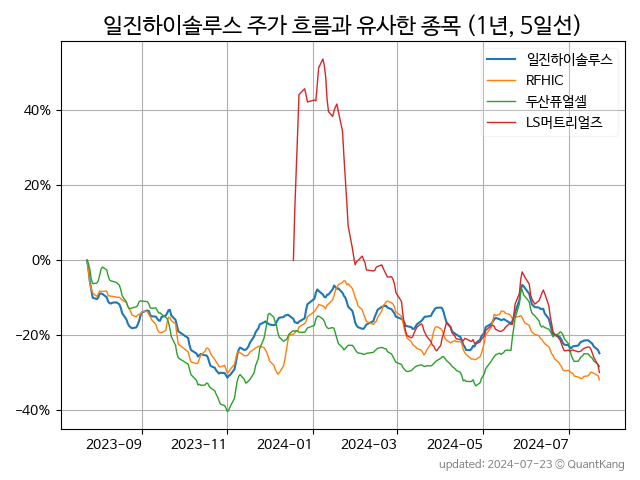 일진하이솔루스 주가 흐름과 유사한 종목 (1년, 5일선)
일진하이솔루스
RFHIC
두산퓨얼셀
LS머트리얼즈
40%
20%
0%
−20%
−40%
2023-09
2023-11
2024-01
2024-03
2024-05
2024-07
updated: 2024-07-23 © QuantKang